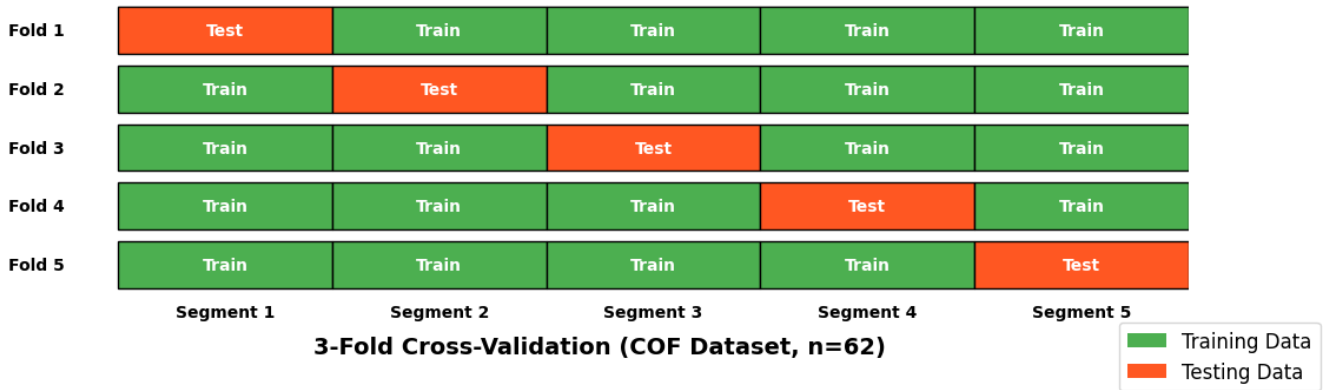 Fold 1 Test Train Train Train Train
Fold 2 Train Test Train Train Train
Fold 3 Train Train Test Train Train
Fold 4 Train Train Train Test Train
Fold 5 Train Train Train Train Test
Segment 1 Segment 2 Segment 3 Segment 4 Segment 5
3-Fold Cross-Validation (COF Dataset, n=62)
Training Data
Testing Data